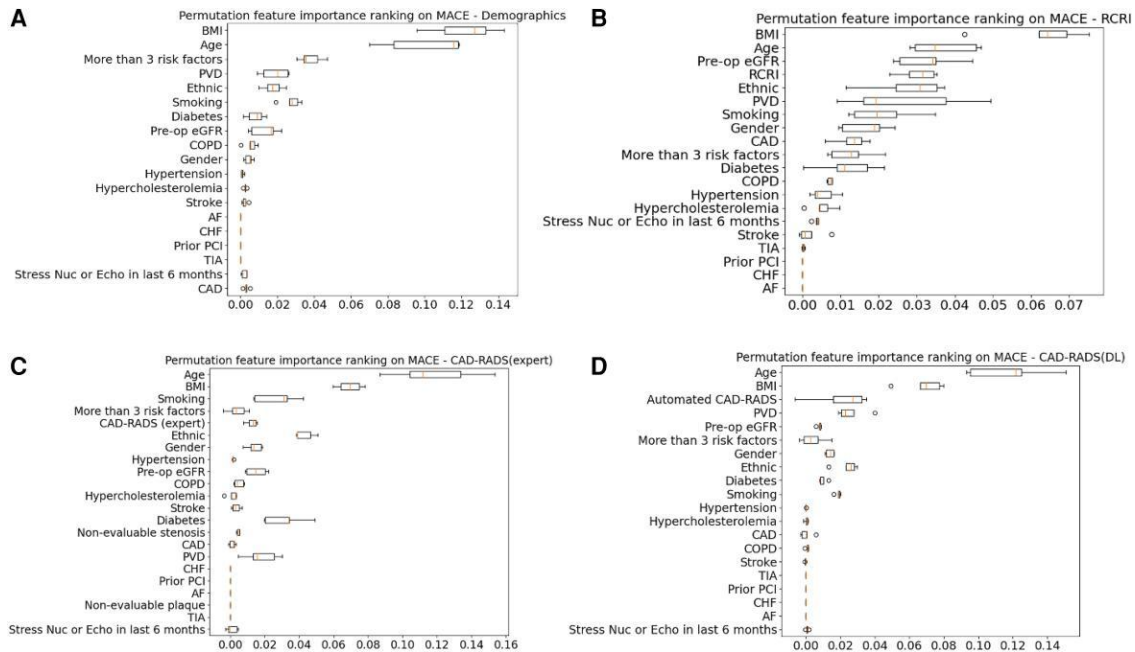 A
Permutation feature importance ranking on MACE - Demographics
BMI
Age
More than 3 risk factors
PVD
Ethnic
Smoking
Diabetes
Pre-op eGFR
COPD
Gender
Hypertension
Hypercholesterolemia
Stroke
AF
CHF
Prior PCI
TIA
Stress Nuc or Echo in last 6 months
CAD
0.00 0.02 0.04 0.06 0.08 0.10 0.12 0.14
B
Permutation feature importance ranking on MACE - RCRI
BMI
Age
Pre-op eGFR
RCRI
Ethnic
PVD
Smoking
Gender
CAD
More than 3 risk factors
Diabetes
COPD
Hypertension
Hypercholesterolemia
Stress Nuc or Echo in last 6 months
Stroke
TIA
Prior PCI
CHF
AF
0.00 0.01 0.02 0.03 0.04 0.05 0.06 0.07
C
Permutation feature importance ranking on MACE - CAD-RADS(expert)
Age
BMI
Smoking
More than 3 risk factors
CAD-RADS (expert)
Ethnic
Gender
Hypertension
Pre-op eGFR
COPD
Hypercholesterolemia
Stroke
Diabetes
Non-evaluable stenosis
CAD
PVD
CHF
Prior PCI
AF
Non-evaluable plaque
TIA
Stress Nuc or Echo in last 6 months
0.00 0.02 0.04 0.06 0.08 0.10 0.12 0.14 0.16
D
Permutation feature importance ranking on MACE - CAD-RADS(DL)
Age
BMI
Automated CAD-RADS
PVD
Pre-op eGFR
More than 3 risk factors
Gender
Ethnic
Diabetes
Smoking
Hypertension
Hypercholesterolemia
CAD
COPD
Stroke
TIA
Prior PCI
CHF
AF
Stress Nuc or Echo in last 6 months
0.00 0.02 0.04 0.06 0.08 0.10 0.12 0.14